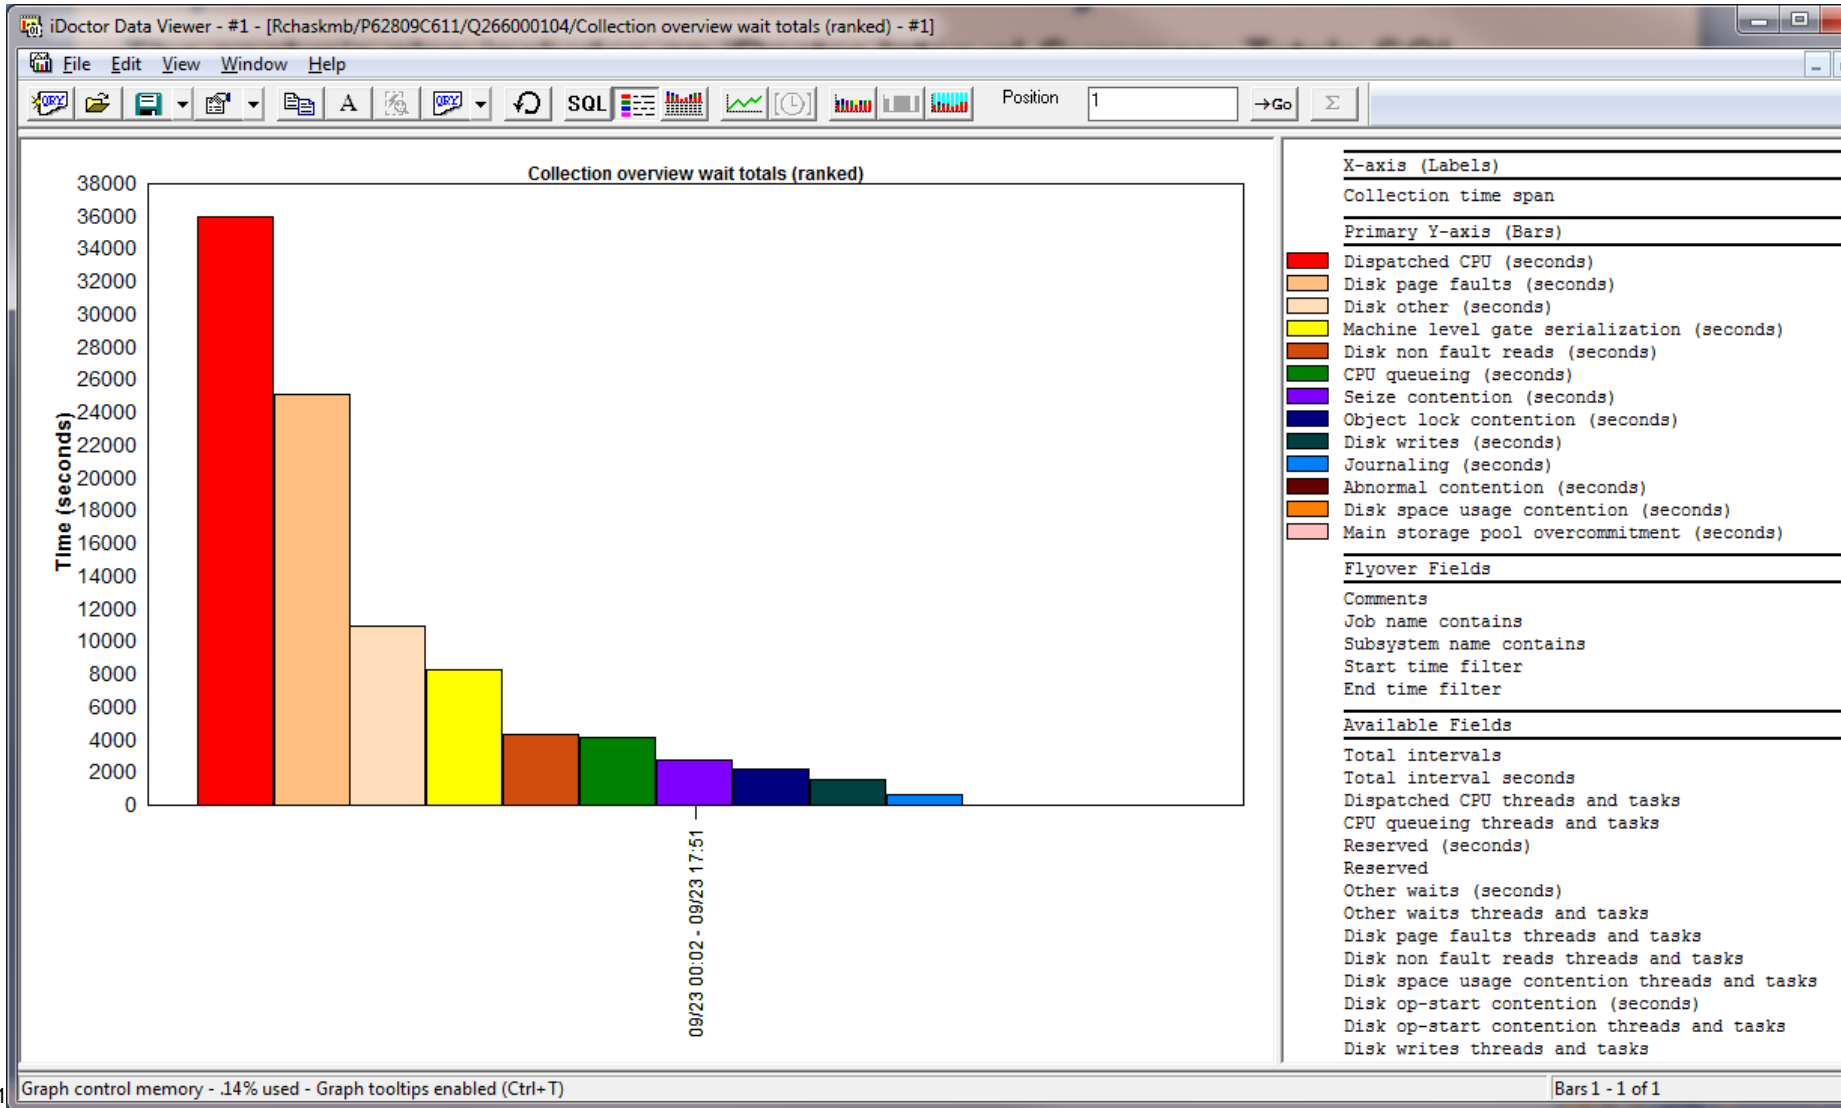 iDoctor Data Viewer - #1 - [Rchaskmb/P62809C611/Q266000104/Collection overview wait totals (ranked) - #1]
File Edit View Window Help
QRY A QRY SQL Position 1 →Go Σ
Collection overview wait totals (ranked)
Time (seconds)
38000
36000
34000
32000
30000
28000
26000
24000
22000
20000
18000
16000
14000
12000
10000
8000
6000
4000
2000
0
09/23 00:02 - 09/23 17:51
X-axis (Labels)
Collection time span
Primary Y-axis (Bars)
Dispatched CPU (seconds)
Disk page faults (seconds)
Disk other (seconds)
Machine level gate serialization (seconds)
Disk non fault reads (seconds)
CPU queueing (seconds)
Seize contention (seconds)
Object lock contention (seconds)
Disk writes (seconds)
Journaling (seconds)
Abnormal contention (seconds)
Disk space usage contention (seconds)
Main storage pool overcommitment (seconds)
Flyover Fields
Comments
Job name contains
Subsystem name contains
Start time filter
End time filter
Available Fields
Total intervals
Total interval seconds
Dispatched CPU threads and tasks
CPU queueing threads and tasks
Reserved (seconds)
Reserved
Other waits (seconds)
Other waits threads and tasks
Disk page faults threads and tasks
Disk non fault reads threads and tasks
Disk space usage contention threads and tasks
Disk op-start contention (seconds)
Disk op-start contention threads and tasks
Disk writes threads and tasks
Graph control memory - .14% used - Graph tooltips enabled (Ctrl+T)
Bars 1 - 1 of 1